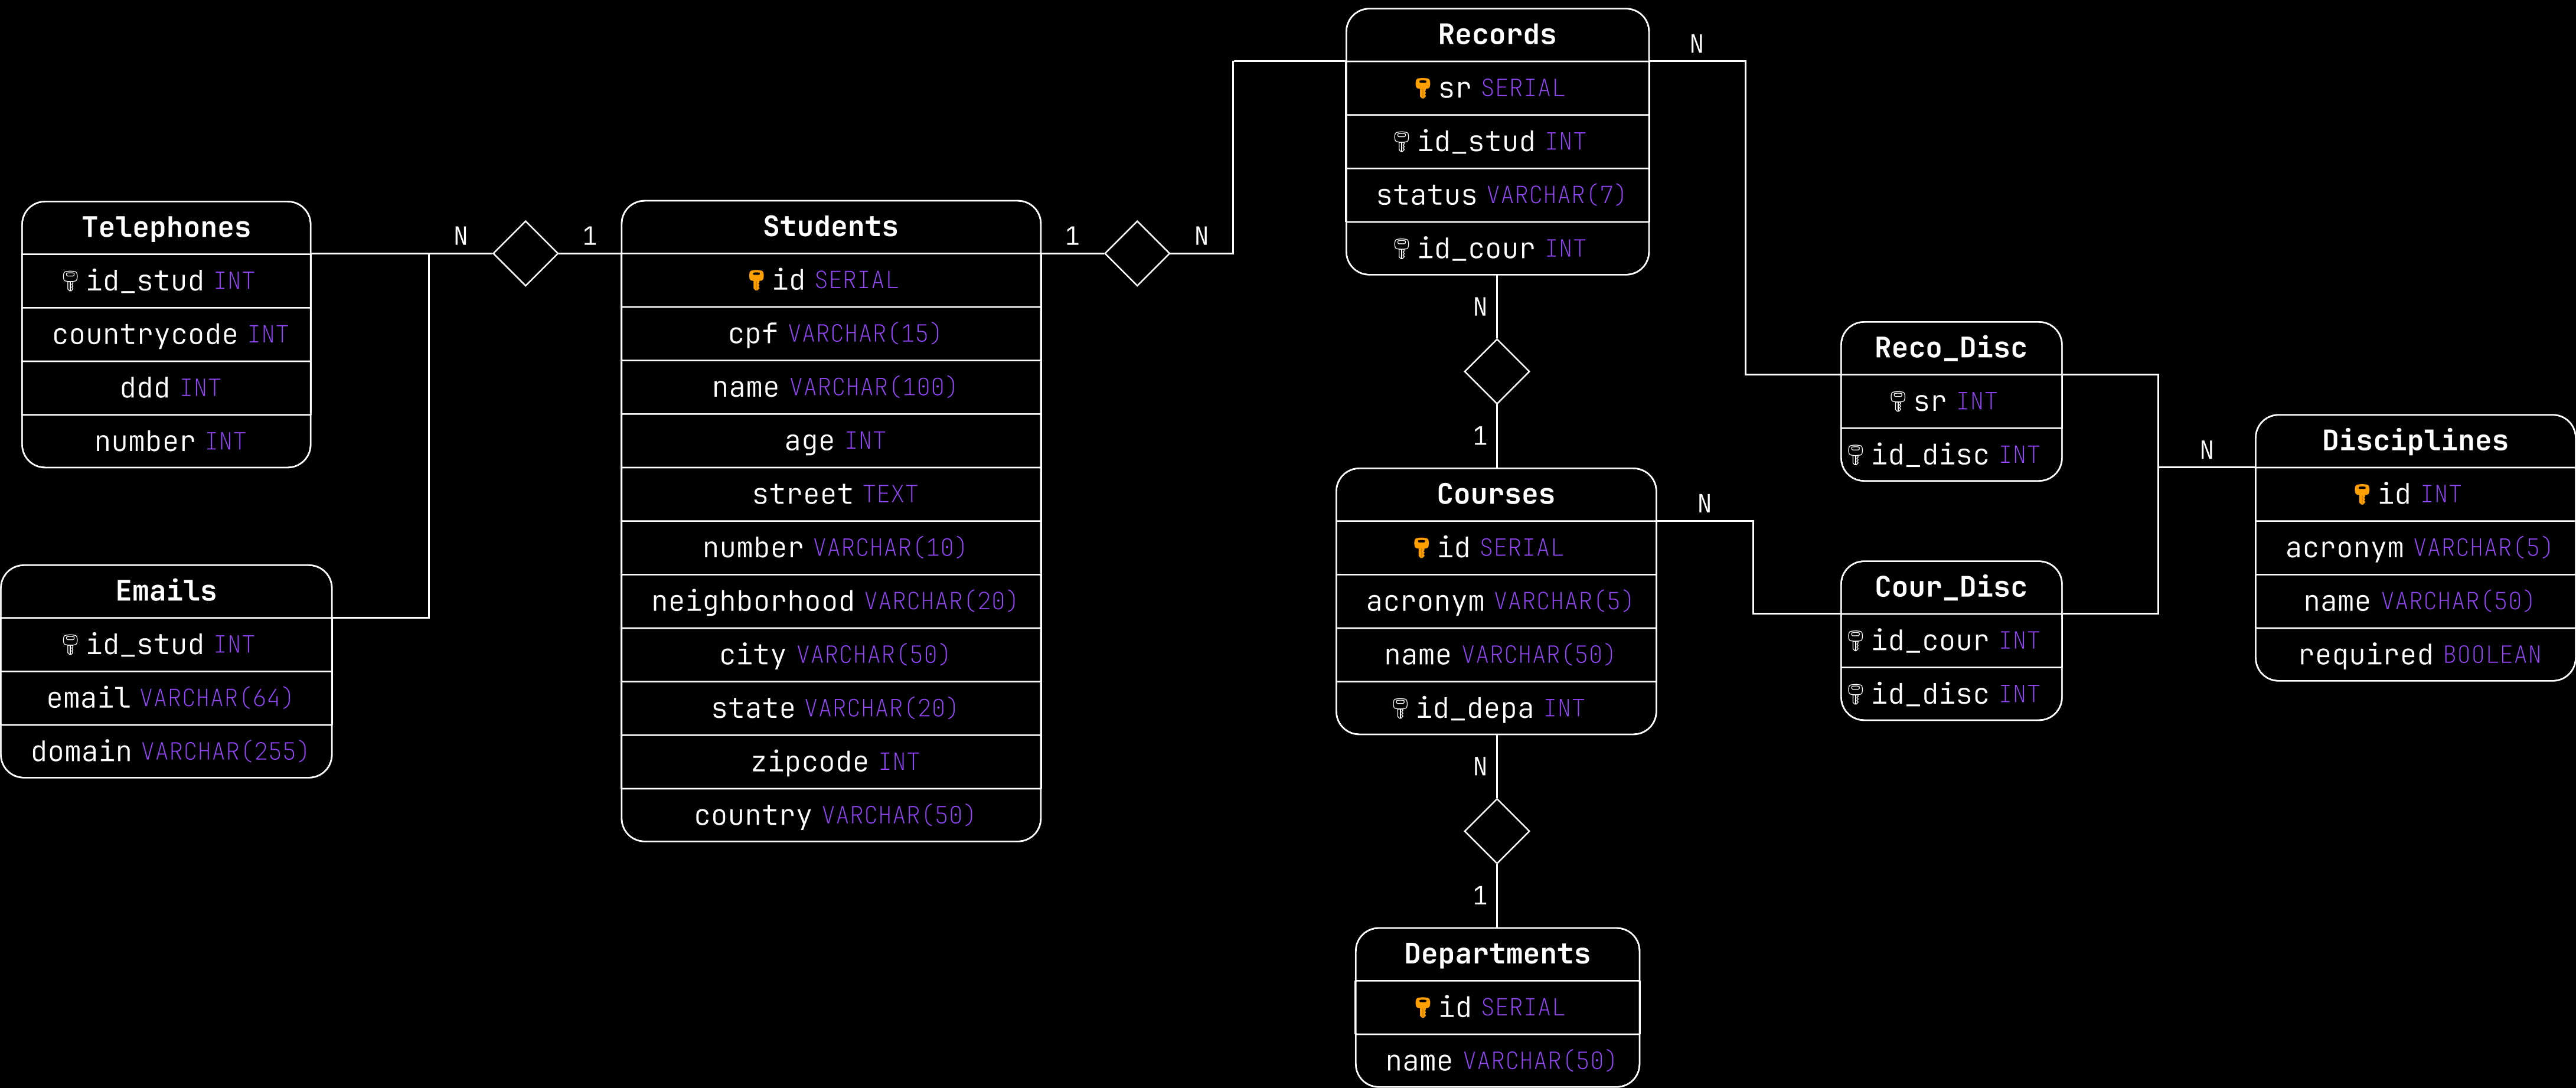 Records
sr SERIAL
id_stud INT
status VARCHAR(7)
id_cour INT
N
Telephones
id_stud INT
countrycode INT
ddd INT
number INT
N
1
Students
id SERIAL
cpf VARCHAR(15)
name VARCHAR(100)
age INT
street TEXT
number VARCHAR(10)
neighborhood VARCHAR(20)
city VARCHAR(50)
state VARCHAR(20)
zipcode INT
country VARCHAR(50)
1
N
Emails
id_stud INT
email VARCHAR(64)
domain VARCHAR(255)
N
1
Courses
id SERIAL
acronym VARCHAR(5)
name VARCHAR(50)
id_depa INT
N
Reco_Disc
sr INT
id_disc INT
Cour_Disc
id_cour INT
id_disc INT
N
Disciplines
id INT
acronym VARCHAR(5)
name VARCHAR(50)
required BOOLEAN
N
1
Departments
id SERIAL
name VARCHAR(50)